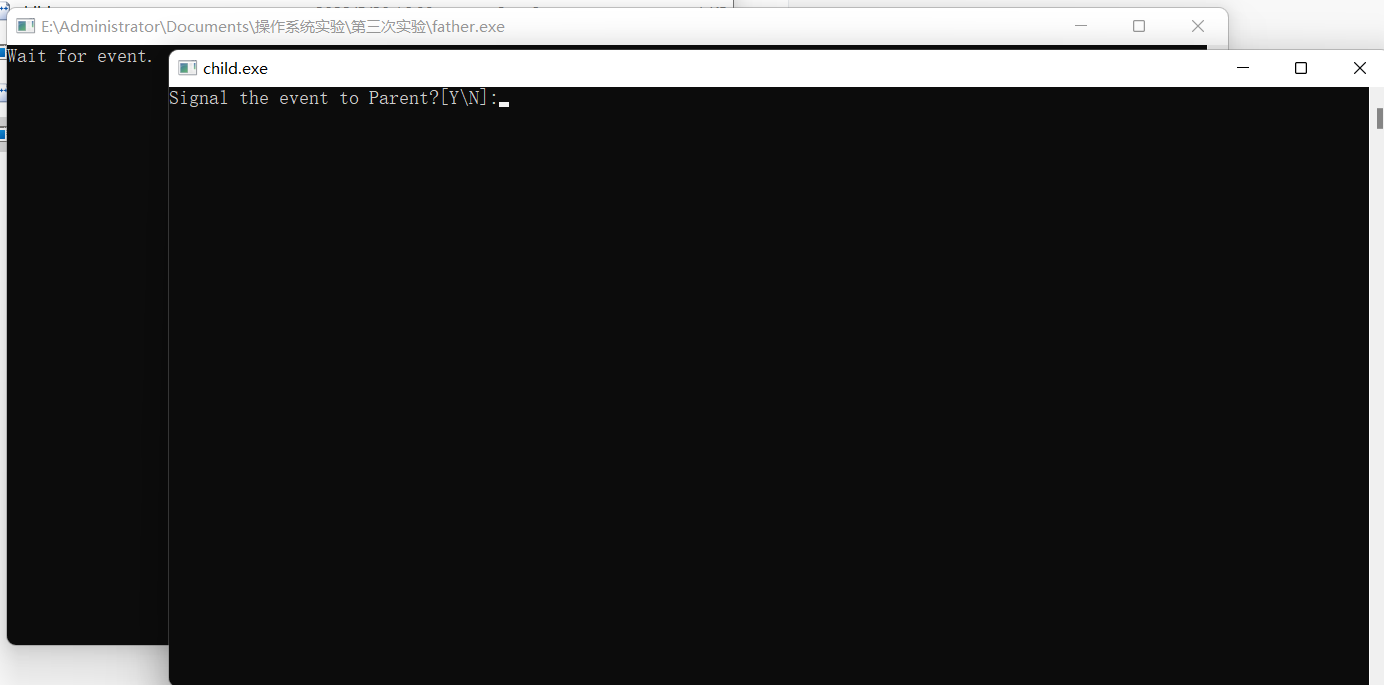 E:\Administrator\Documents\操作系统实验\第三次实验\father.exe
Wait for event.
child.exe
Signal the event to Parent?[Y\N]: